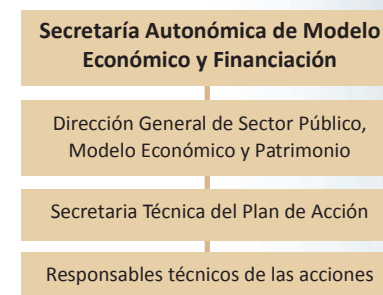 Secretaría Autonómica de Modelo
Económico y Financiación
Dirección General de Sector Público,
Modelo Económico y Patrimonio
Secretaria Técnica del Plan de Acción
Responsables técnicos de las acciones